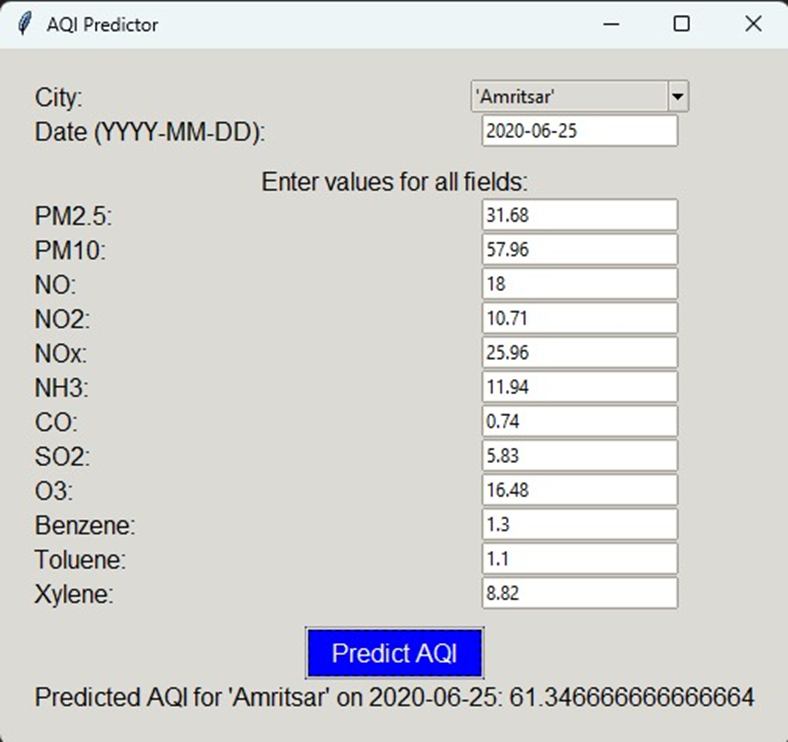 AQI Predictor
City: 'Amritsar'
Date (YYYY-MM-DD): 2020-06-25
Enter values for all fields:
PM2.5: 31.68
PM10: 57.96
NO: 18
NO2: 10.71
NOx: 25.96
NH3: 11.94
CO: 0.74
SO2: 5.83
O3: 16.48
Benzene: 1.3
Toluene: 1.1
Xylene: 8.82
Predict AQI
Predicted AQI for 'Amritsar' on 2020-06-25: 61.346666666666664